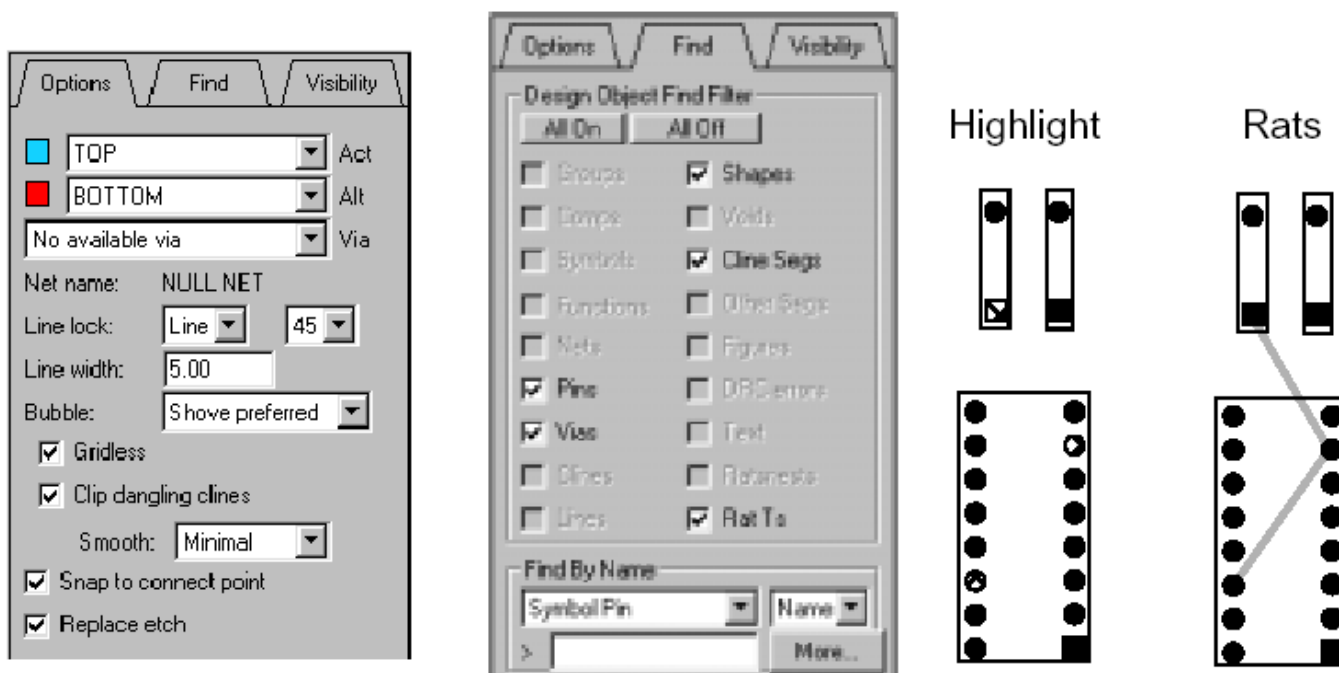 Options Find Visibility
TOP Act
BOTTOM Alt
No available via Via
Net name: NULL NET
Line lock: Line 45
Line width: 5.00
Bubble: Shove preferred
Gridless
Clip dangling clines
Smooth: Minimal
Snap to connect point
Replace etch
Options Find Visibility
Design Object Find Filter
All On All Off
Groups Shapes
Comps Voids
Symbols Cline Segs
Functions Other Segs
Nets Figures
Pins DRC errors
Vias Text
Clines Ratsnests
Lines Rat Ts
Find By Name
Symbol Pin Name
> More...
Highlight Rats